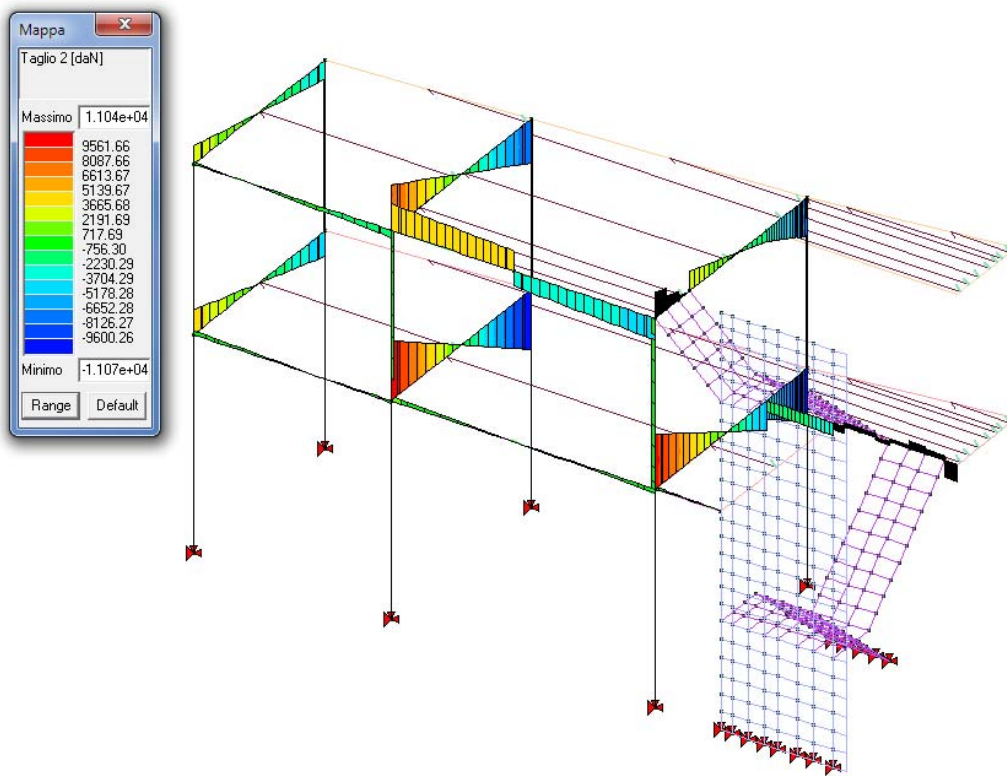 Mappa
Taglio 2 [daN]
Massimo 1.104e+04
9561.66
8087.66
6613.67
5139.67
3665.68
2191.69
717.69
-756.30
-2230.29
-3704.29
-5178.28
-6652.28
-8126.27
-9600.26
Minimo -1.107e+04
Range Default